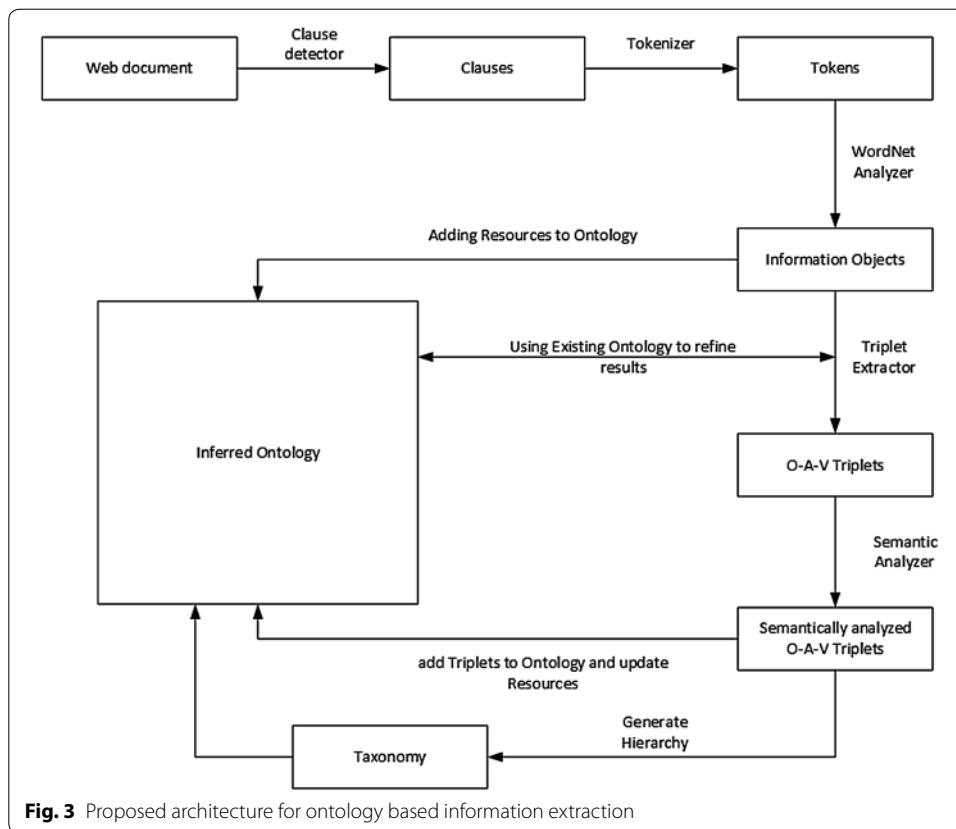 Clause
detector
Tokenizer
Web document
Clauses
Tokens
WordNet
Analyzer
Adding Resources to Ontology
Information Objects
Using Existing Ontology to refine
results
Triplet
Extractor
Inferred Ontology
O-A-V Triplets
Semantic
Analyzer
Semantically analyzed
O-A-V Triplets
add Triplets to Ontology and update
Resources
Generate
Hierarchy
Taxonomy
Fig. 3 Proposed architecture for ontology based information extraction